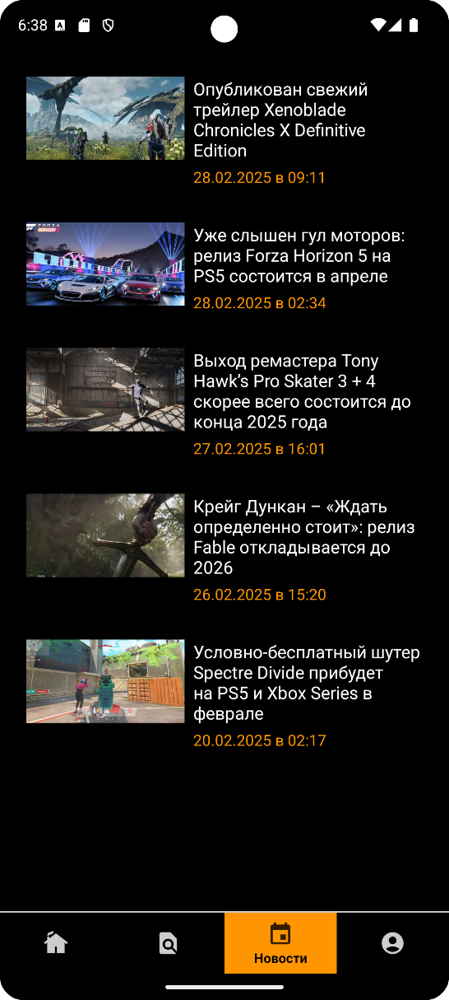 6:38
Опубликован свежий
трейлер Xenoblade
Chronicles X Definitive
Edition
28.02.2025 в 09:11
FORZA
HORIZON
Уже слышен гул моторов:
релиз Forza Horizon 5 на
PS5 состоится в апреле
28.02.2025 в 02:34
Выход ремастера Tony
Hawk’s Pro Skater 3 + 4
скорее всего состоится до
конца 2025 года
27.02.2025 в 16:01
Крейг Дункан – «Ждать
определенно стоит»: релиз
Fable откладывается до
2026
26.02.2025 в 15:20
Условно-бесплатный шутер
Spectre Divide прибудет
на PS5 и Xbox Series в
феврале
20.02.2025 в 02:17
Новости